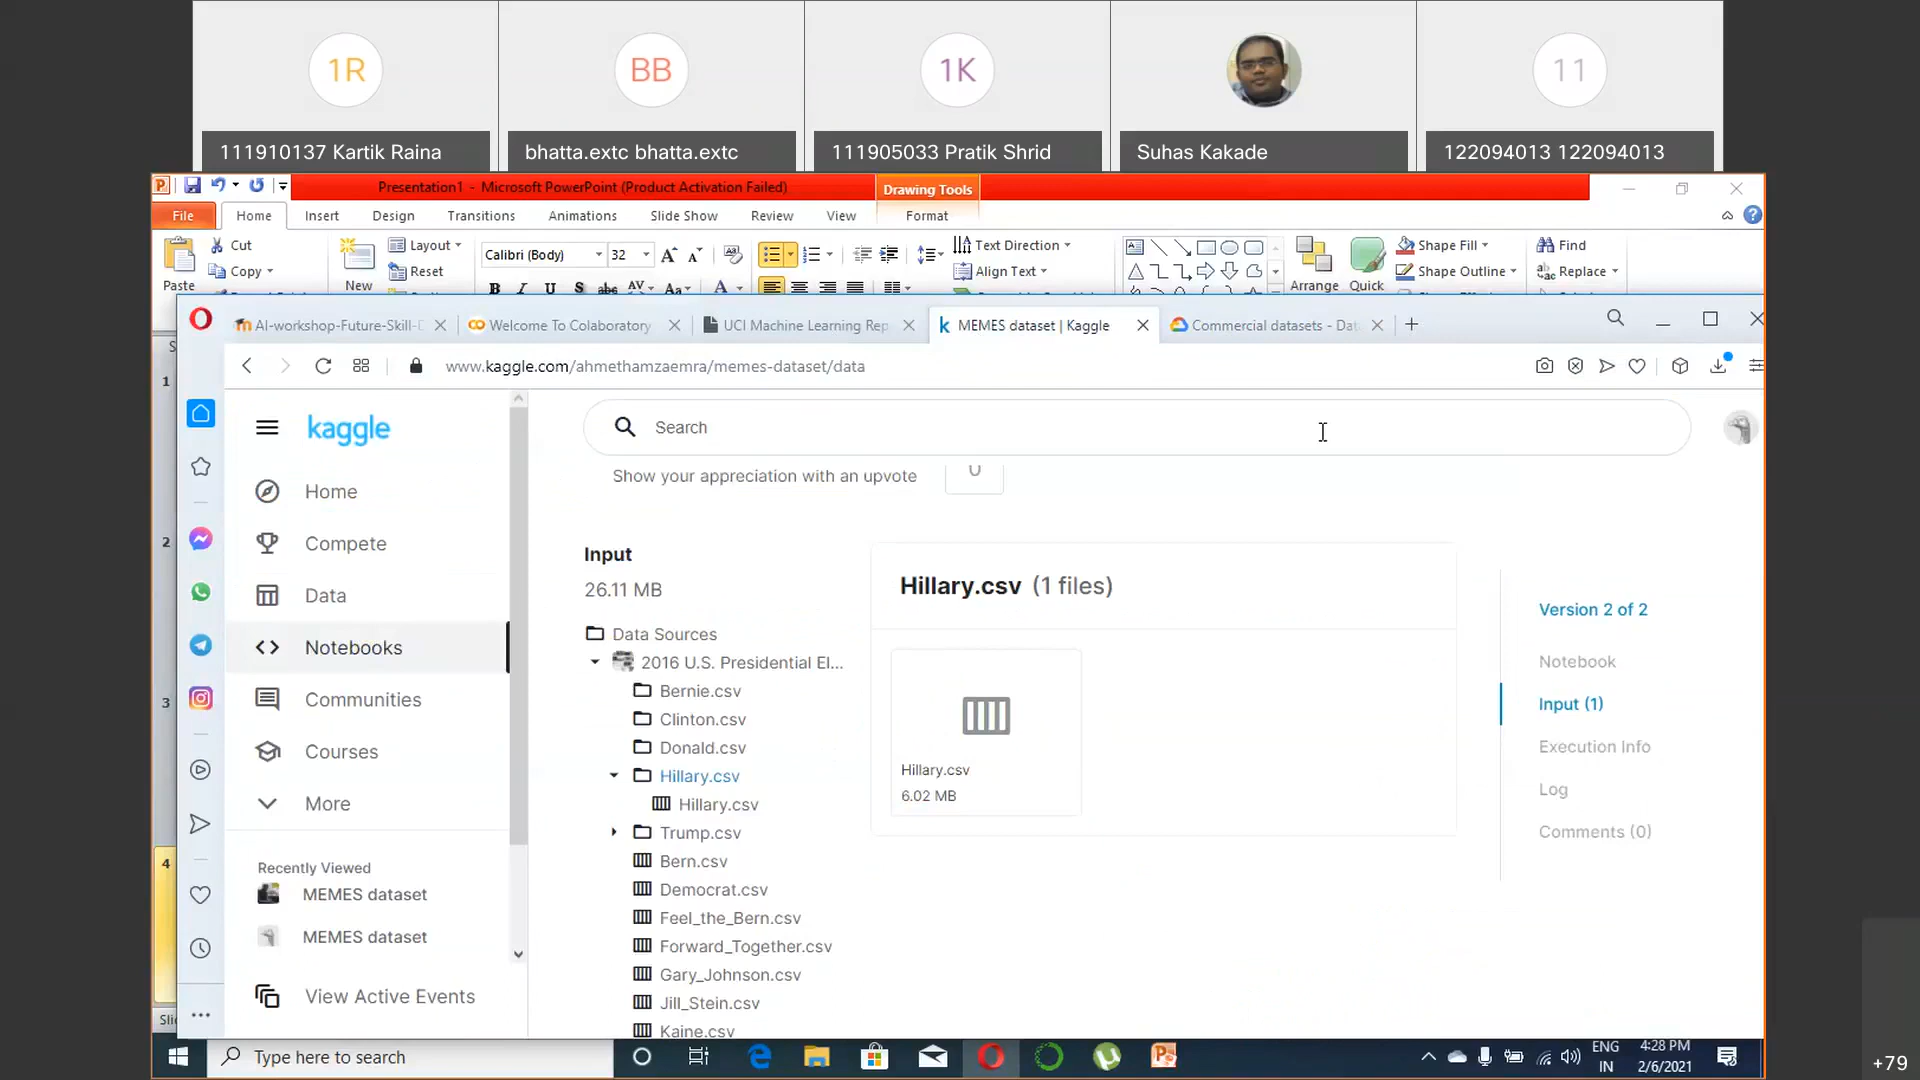 1R
BB
1K
11
111910137 Kartik Raina
bhatta.extc bhatta.extc
111905033 Pratik Shrid
Suhas Kakade
122094013 122094013
Presentation1 - Microsoft PowerPoint (Product Activation Failed)
Drawing Tools
File
Home
Insert
Design
Transitions
Animations
Slide Show
Review
View
Format
Paste
Cut
Copy
New
Layout
Reset
Calibri (Body)
32
Text Direction
Align Text
Arrange
Quick
Shape Fill
Shape Outline
Find
Replace
AI-workshop-Future-Skill-D
Welcome To Colaboratory
UCI Machine Learning Rep
MEMES dataset | Kaggle
Commercial datasets - Dat
www.kaggle.com/ahmethamzaemra/memes-dataset/data
kaggle
Search
Show your appreciation with an upvote
0
Home
Compete
Data
Notebooks
Communities
Courses
More
Recently Viewed
MEMES dataset
MEMES dataset
View Active Events
Input
26.11 MB
Data Sources
2016 U.S. Presidential El...
Bernie.csv
Clinton.csv
Donald.csv
Hillary.csv
Hillary.csv
Trump.csv
Bern.csv
Democrat.csv
Feel_the_Bern.csv
Forward_Together.csv
Gary_Johnson.csv
Jill_Stein.csv
Kaine.csv
Hillary.csv (1 files)
Hillary.csv
6.02 MB
Version 2 of 2
Notebook
Input (1)
Execution Info
Log
Comments (0)
1
2
3
4
Type here to search
ENG
IN
4:28 PM
2/6/2021
+79